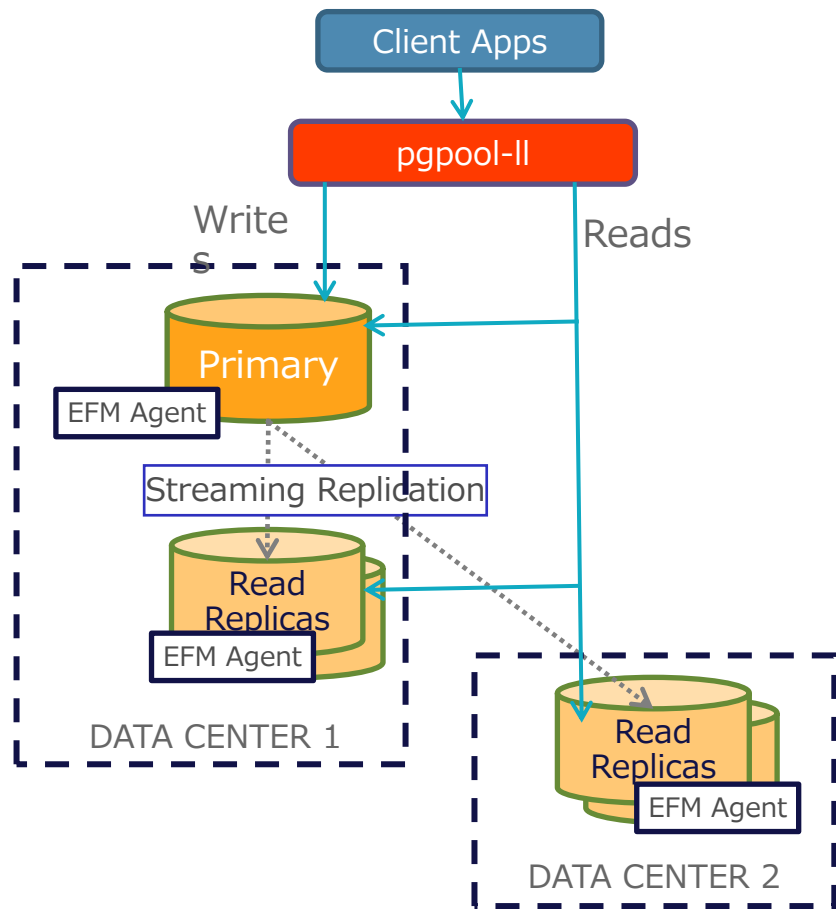 Client Apps
pgpool-ll
Write
s
Reads
Primary
EFM Agent
Streaming Replication
Read
Replicas
EFM Agent
DATA CENTER 1
Read
Replicas
EFM Agent
DATA CENTER 2